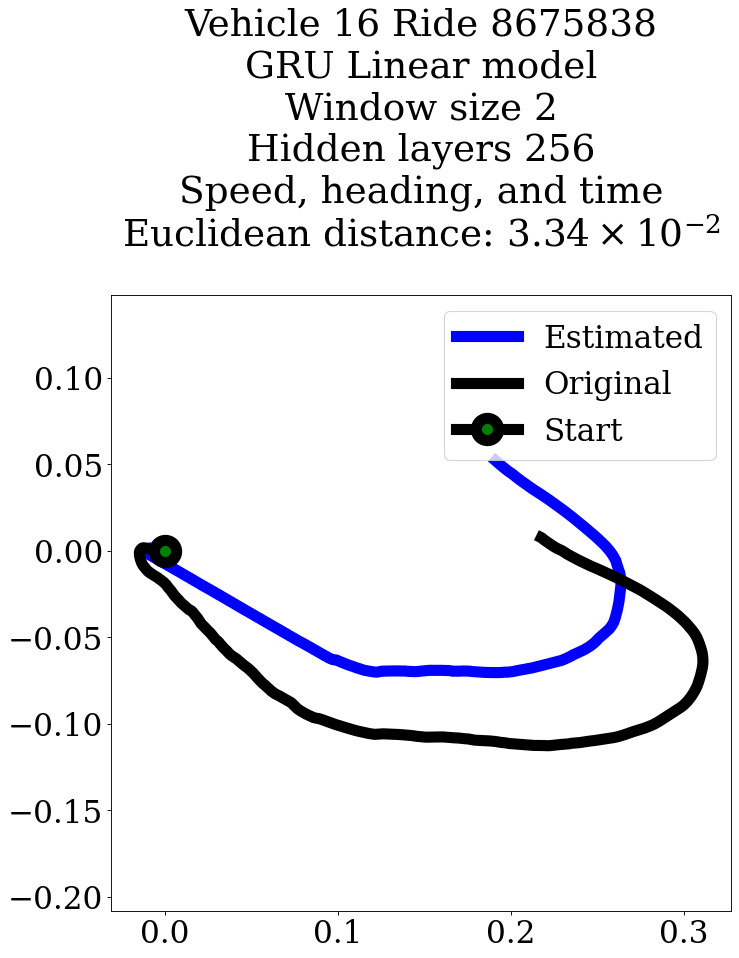 Vehicle 16 Ride 8675838
GRU Linear model
Window size 2
Hidden layers 256
Speed, heading, and time
Euclidean distance: 3.34 × 10⁻²
Estimated
Original
Start
0.10
0.05
0.00
−0.05
−0.10
−0.15
−0.20
0.0 0.1 0.2 0.3